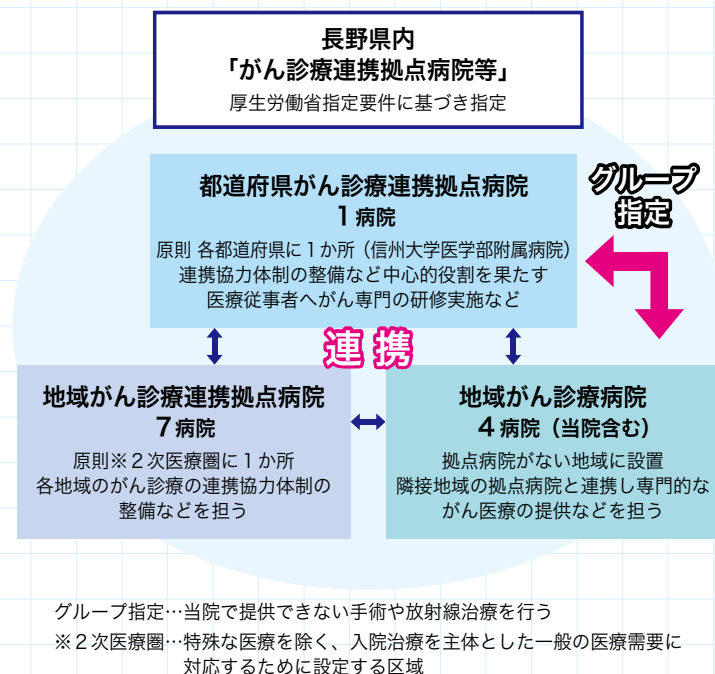 長野県内
「がん診療連携拠点病院等」
厚生労働省指定要件に基づき指定
都道府県がん診療連携拠点病院
1病院
原則 各都道府県に1か所(信州大学医学部附属病院)
連携協力体制の整備など中心的役割を果たす
医療従事者へがん専門の研修実施など
グループ
指定
連携
地域がん診療連携拠点病院
7病院
原則※2次医療圏に1か所
各地域のがん診療の連携協力体制の
整備などを担う
地域がん診療病院
4病院(当院含む)
拠点病院がない地域に設置
隣接地域の拠点病院と連携し専門的な
がん医療の提供などを担う
グループ指定…当院で提供できない手術や放射線治療を行う
※2次医療圏…特殊な医療を除く、入院治療を主体とした一般の医療需要に
対応するために設定する区域